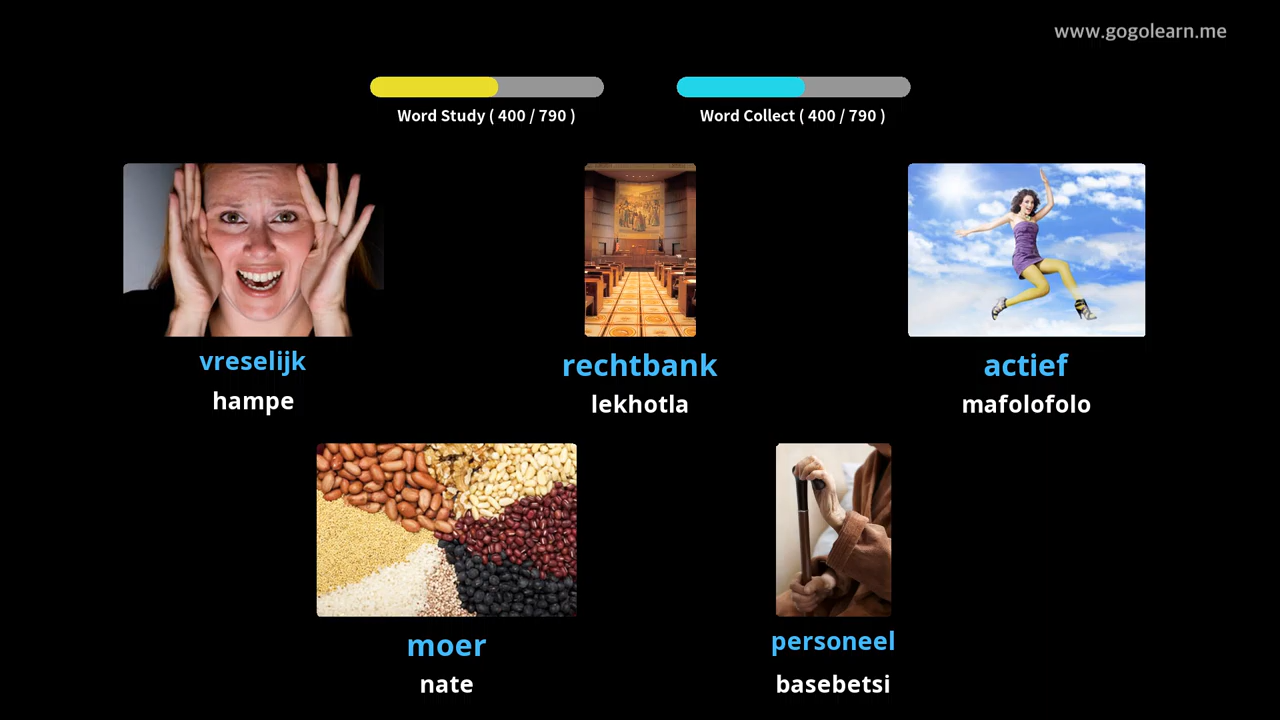 www.gogolearn.me
Word Study ( 400 / 790 )
Word Collect ( 400 / 790 )
vreselijk
hampe
rechtbank
lekhotla
actief
mafolofolo
moer
nate
personeel
basebetsi